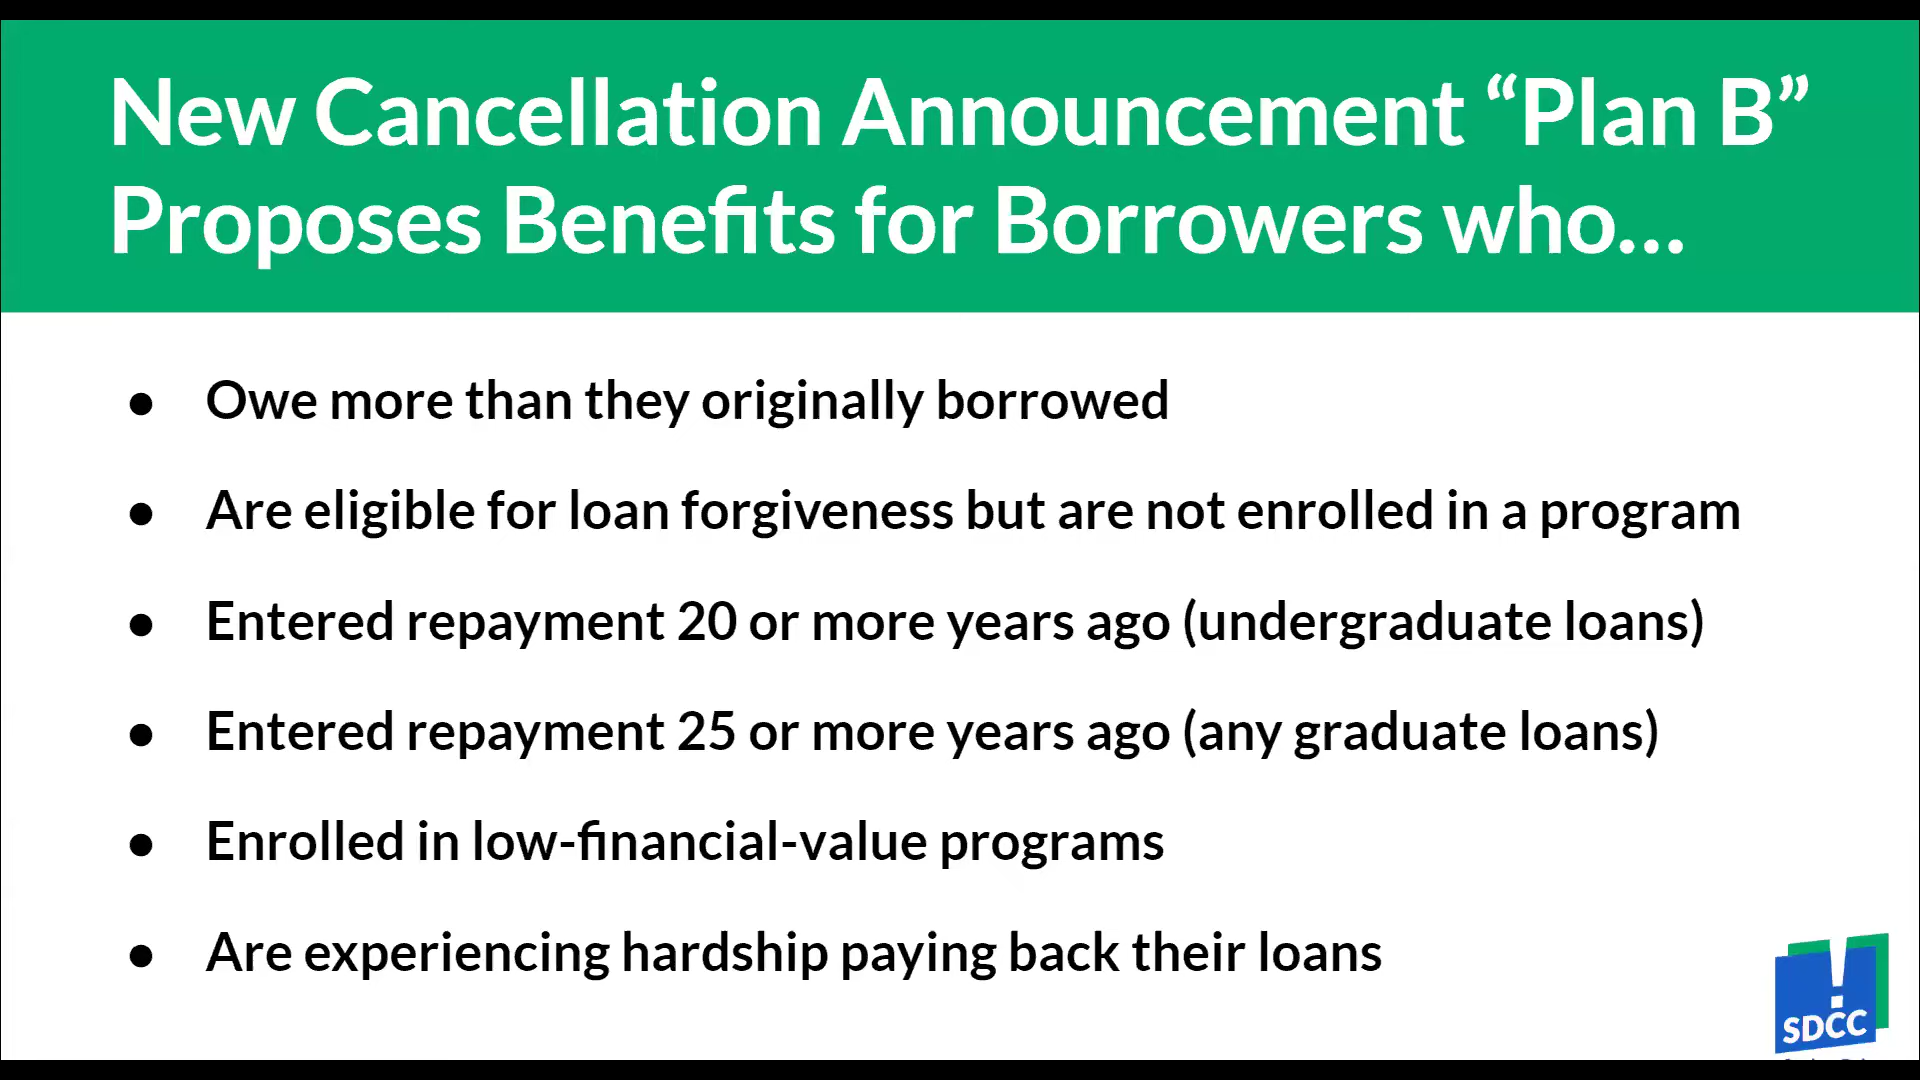 New Cancellation Announcement “Plan B”
Proposes Benefits for Borrowers who...
● Owe more than they originally borrowed
● Are eligible for loan forgiveness but are not enrolled in a program
● Entered repayment 20 or more years ago (undergraduate loans)
● Entered repayment 25 or more years ago (any graduate loans)
● Enrolled in low-financial-value programs
● Are experiencing hardship paying back their loans
SDCC